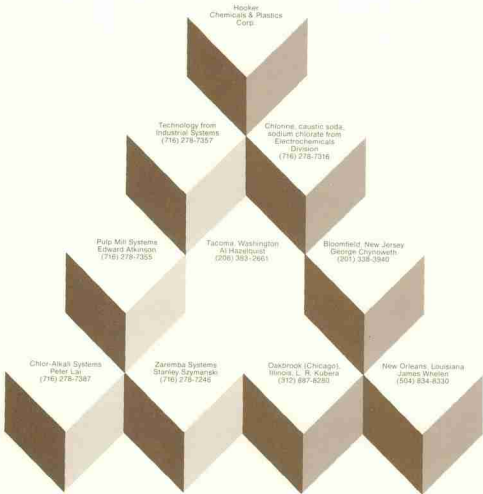 Hooker
Chemicals & Plastics
Corp.
Technology from
Industrial Systems
(716) 278-7357
Chlorine, caustic soda,
sodium chlorate from
Electrochemicals
Division
(716) 278-7316
Pulp Mill Systems
Edward Atkinson
(716) 278-7355
Tacoma, Washington
Al Hazelquist
(206) 383-2661
Bloomfield, New Jersey
George Chynoweth
(201) 338-3840
Chlor-Alkali Systems
Peter Lai
(716) 278-7387
Zaremba Systems
Stanley Szymanski
(716) 278-7246
Oakbrook (Chicago),
Illinois, L. R. Kubera
(312) 887-8280
New Orleans, Louisiana
James Whelen
(504) 834-8330